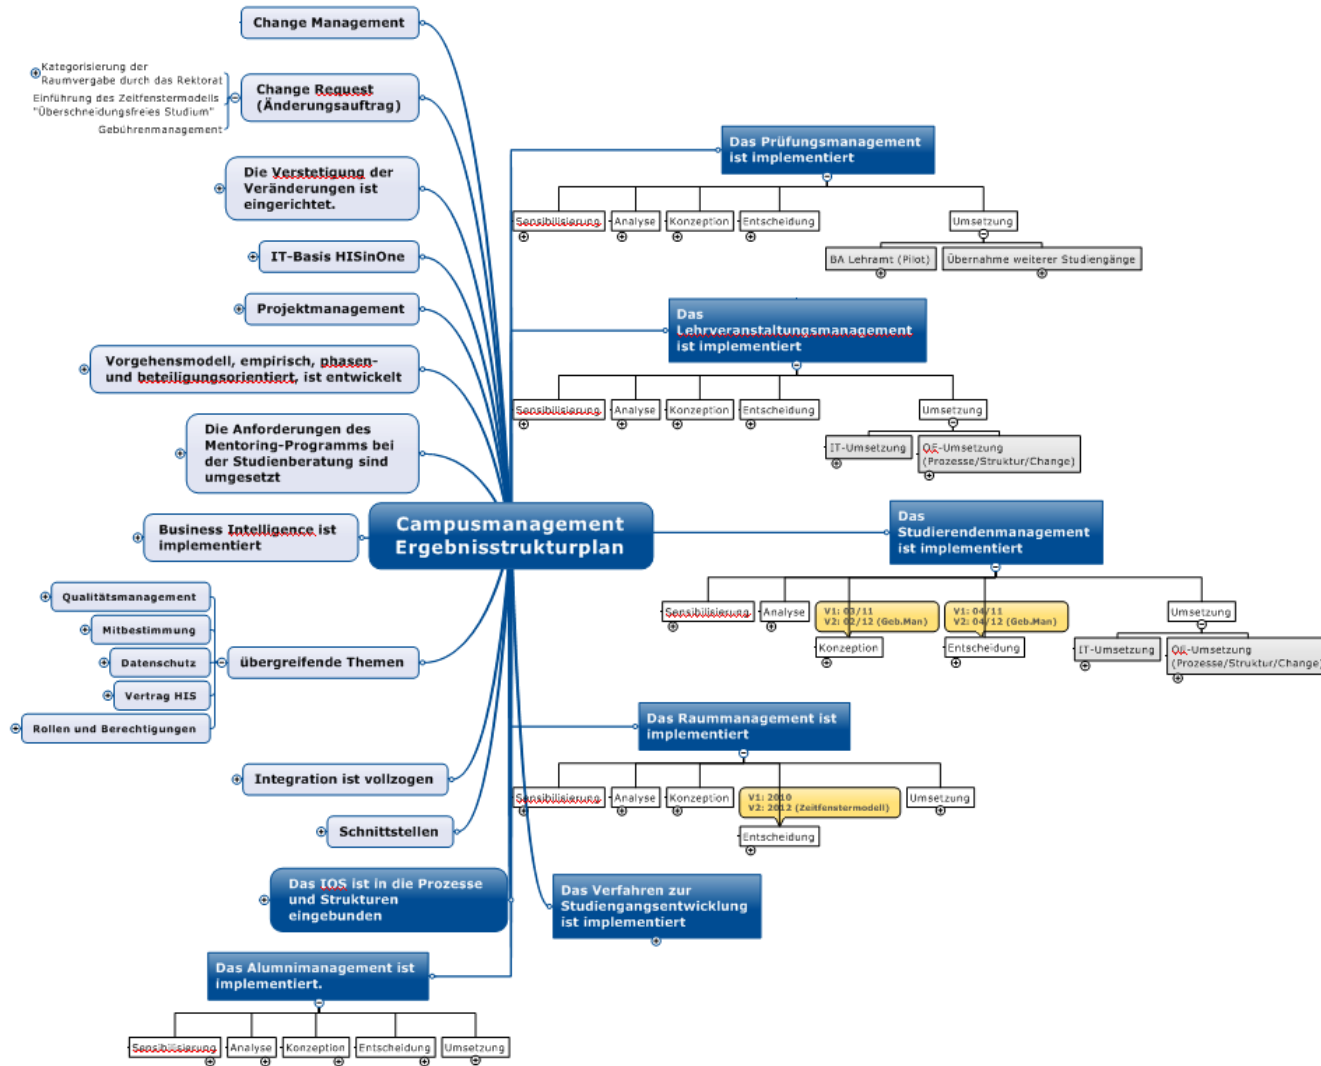 Change Management
Kategorisierung der
Raumvergabe durch das Rektorat
Einführung des Zeitfenstermodells
"Überschneidungsfreies Studium"
Gebührenmanagement
Change Request
(Änderungsauftrag)
Die Verstetigung der
Veränderungen ist
eingerichtet.
IT-Basis HISinOne
Projektmanagement
Vorgehensmodell, empirisch, phasen-
und beteiligungsorientiert, ist entwickelt
Die Anforderungen des
Mentoring-Programms bei
der Studienberatung sind
umgesetzt
Business Intelligence ist
implementiert
Campusmanagement
Ergebnisstrukturplan
Qualitätsmanagement
Mitbestimmung
Datenschutz
Vertrag HIS
Rollen und Berechtigungen
übergreifende Themen
Integration ist vollzogen
Schnittstellen
Das IOS ist in die Prozesse
und Strukturen
eingebunden
Das Alumnimanagement ist
implementiert.
Sensibilisierung
Analyse
Konzeption
Entscheidung
Umsetzung
Das Prüfungsmanagement
ist implementiert
Sensibilisierung
Analyse
Konzeption
Entscheidung
Umsetzung
BA Lehramt (Pilot)
Übernahme weiterer Studiengänge
Das
Lehrveranstaltungsmanagement
ist implementiert
Sensibilisierung
Analyse
Konzeption
Entscheidung
Umsetzung
IT-Umsetzung
OE-Umsetzung
(Prozesse/Struktur/Change)
Das
Studierendenmanagement
ist implementiert
Sensibilisierung
Analyse
V1: 03/11
V2: 02/12 (Geb.Man)
Konzeption
V1: 04/11
V2: 04/12 (Geb.Man)
Entscheidung
Umsetzung
IT-Umsetzung
OE-Umsetzung
(Prozesse/Struktur/Change)
Das Raummanagement ist
implementiert
Sensibilisierung
Analyse
Konzeption
V1: 2010
V2: 2012 (Zeitfenstermodell)
Entscheidung
Umsetzung
Das Verfahren zur
Studiengangsentwicklung
ist implementiert